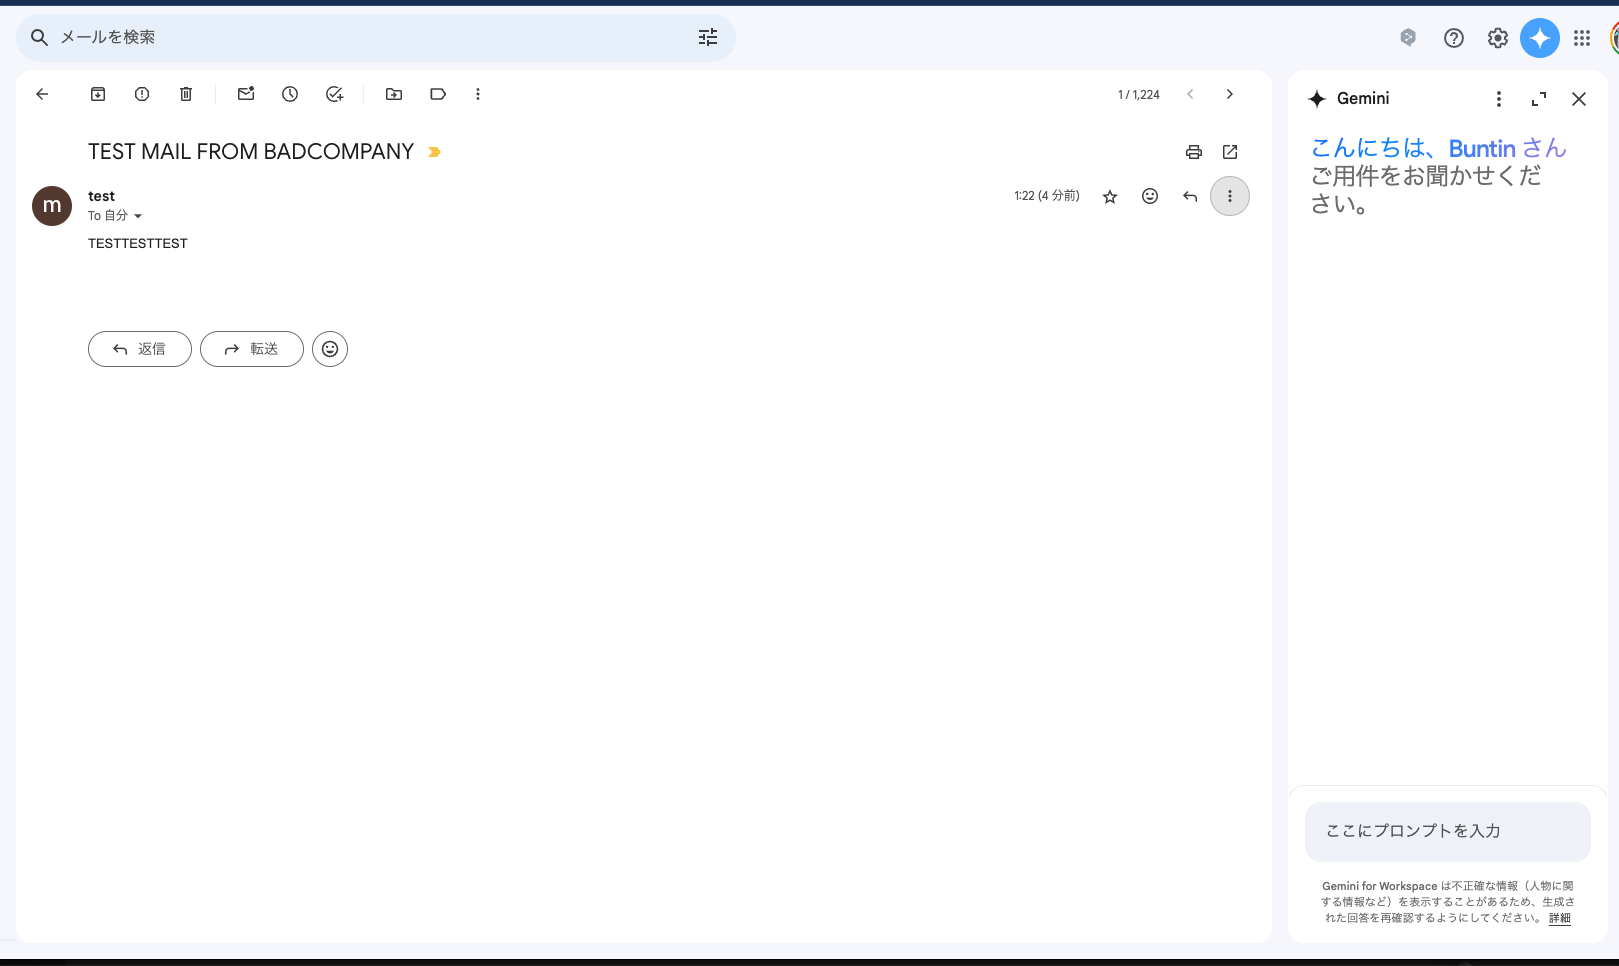 メールを検索
1 / 1,224
TEST MAIL FROM BADCOMPANY
m
test
1:22 (4 分前)
To 自分
TESTTESTTEST
返信
転送
Gemini
こんにちは、Buntin さん
ご用件をお聞かせくだ
さい。
ここにプロンプトを入力
Gemini for Workspace は不正確な情報（人物に関
する情報など）を表示することがあるため、生成さ
れた回答を再確認するようにしてください。 詳細